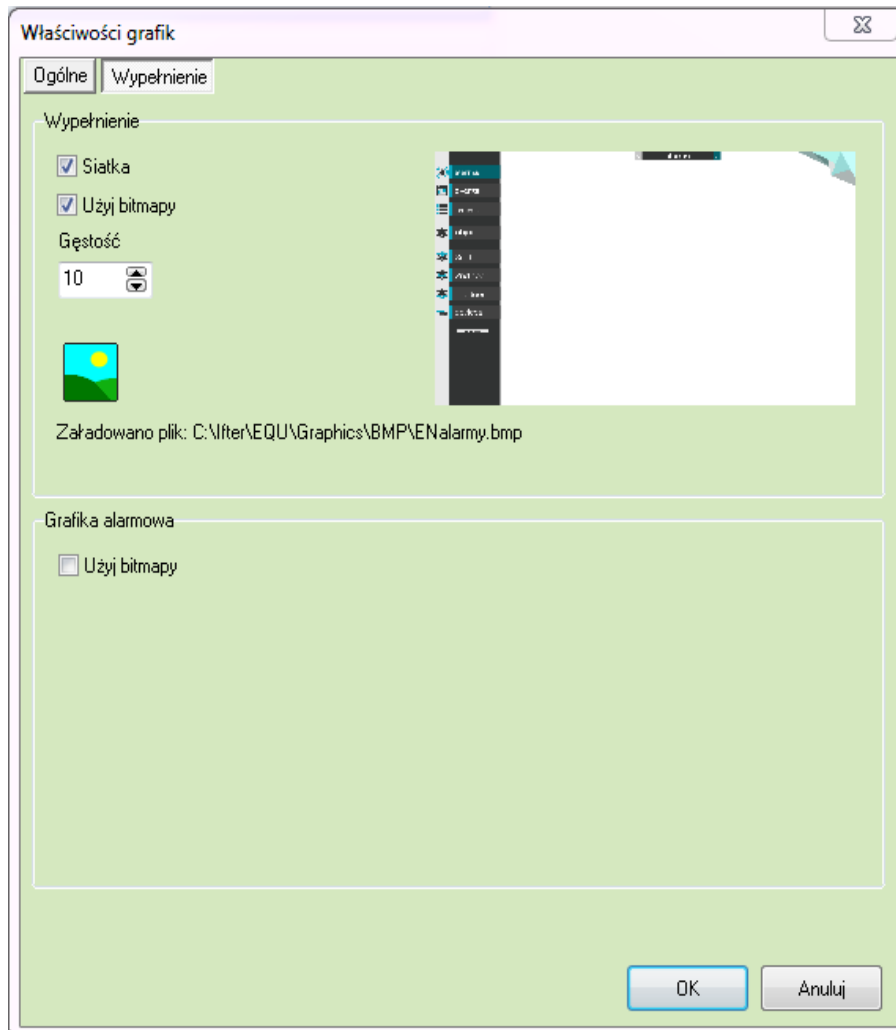 Właściwości grafik
Ogólne Wypełnienie
Wypełnienie
Siatka
Użyj bitmapy
Gęstość
10
Załadowano plik: C:\Ifter\EQU\Graphics\BMP\ENalarmy.bmp
Grafika alarmowa
Użyj bitmapy
OK Anuluj